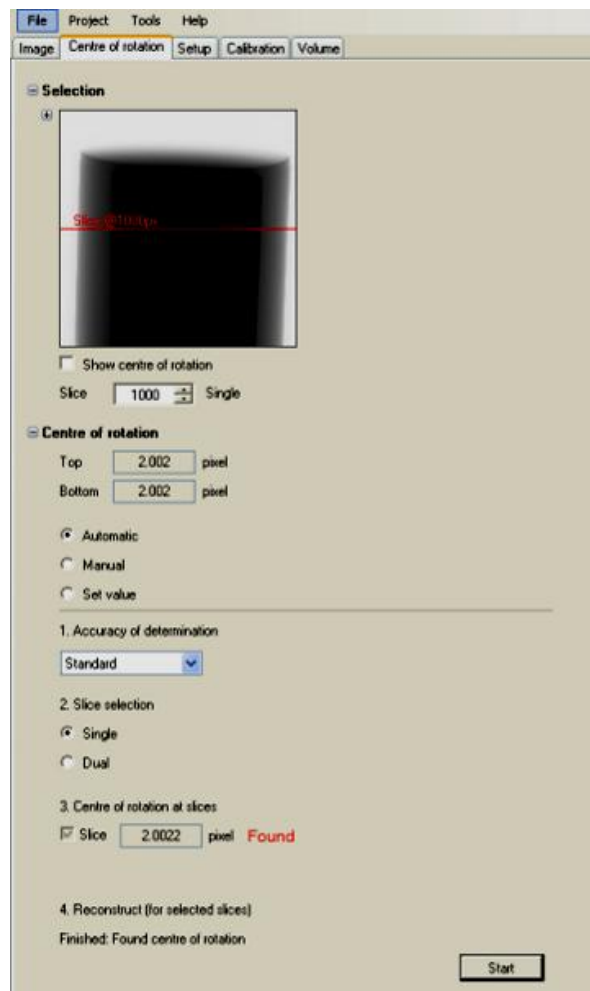 File Project Tools Help
Image Centre of rotation Setup Calibration Volume
Selection
Slice @1000px
Show centre of rotation
Slice 1000 Single
Centre of rotation
Top 2.002 pixel
Bottom 2.002 pixel
Automatic
Manual
Set value
1. Accuracy of determination
Standard
2. Slice selection
Single
Dual
3. Centre of rotation at slices
Slice 2.0022 pixel Found
4. Reconstruct (for selected slices)
Finished: Found centre of rotation
Start